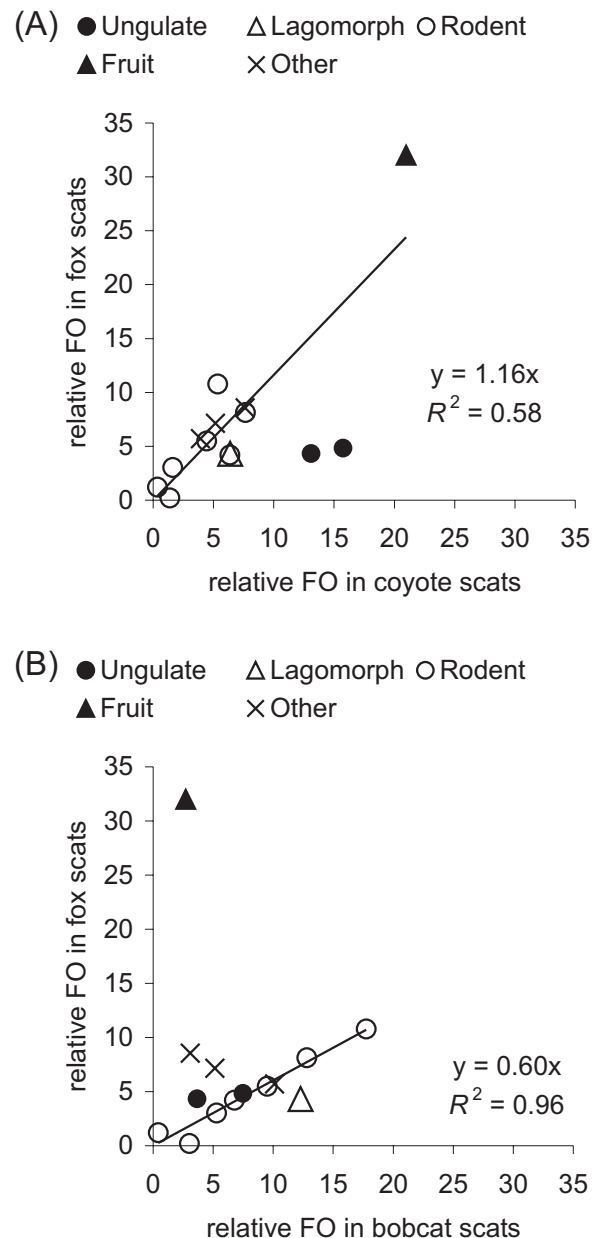 (A) ● Ungulate △ Lagomorph ○ Rodent
▲ Fruit × Other
35
30
25
20
15
10
5
0
relative FO in fox scats
y = 1.16x
R² = 0.58
0 5 10 15 20 25 30 35
relative FO in coyote scats
(B) ● Ungulate △ Lagomorph ○ Rodent
▲ Fruit × Other
35
30
25
20
15
10
5
0
relative FO in fox scats
y = 0.60x
R² = 0.96
0 5 10 15 20 25 30 35
relative FO in bobcat scats